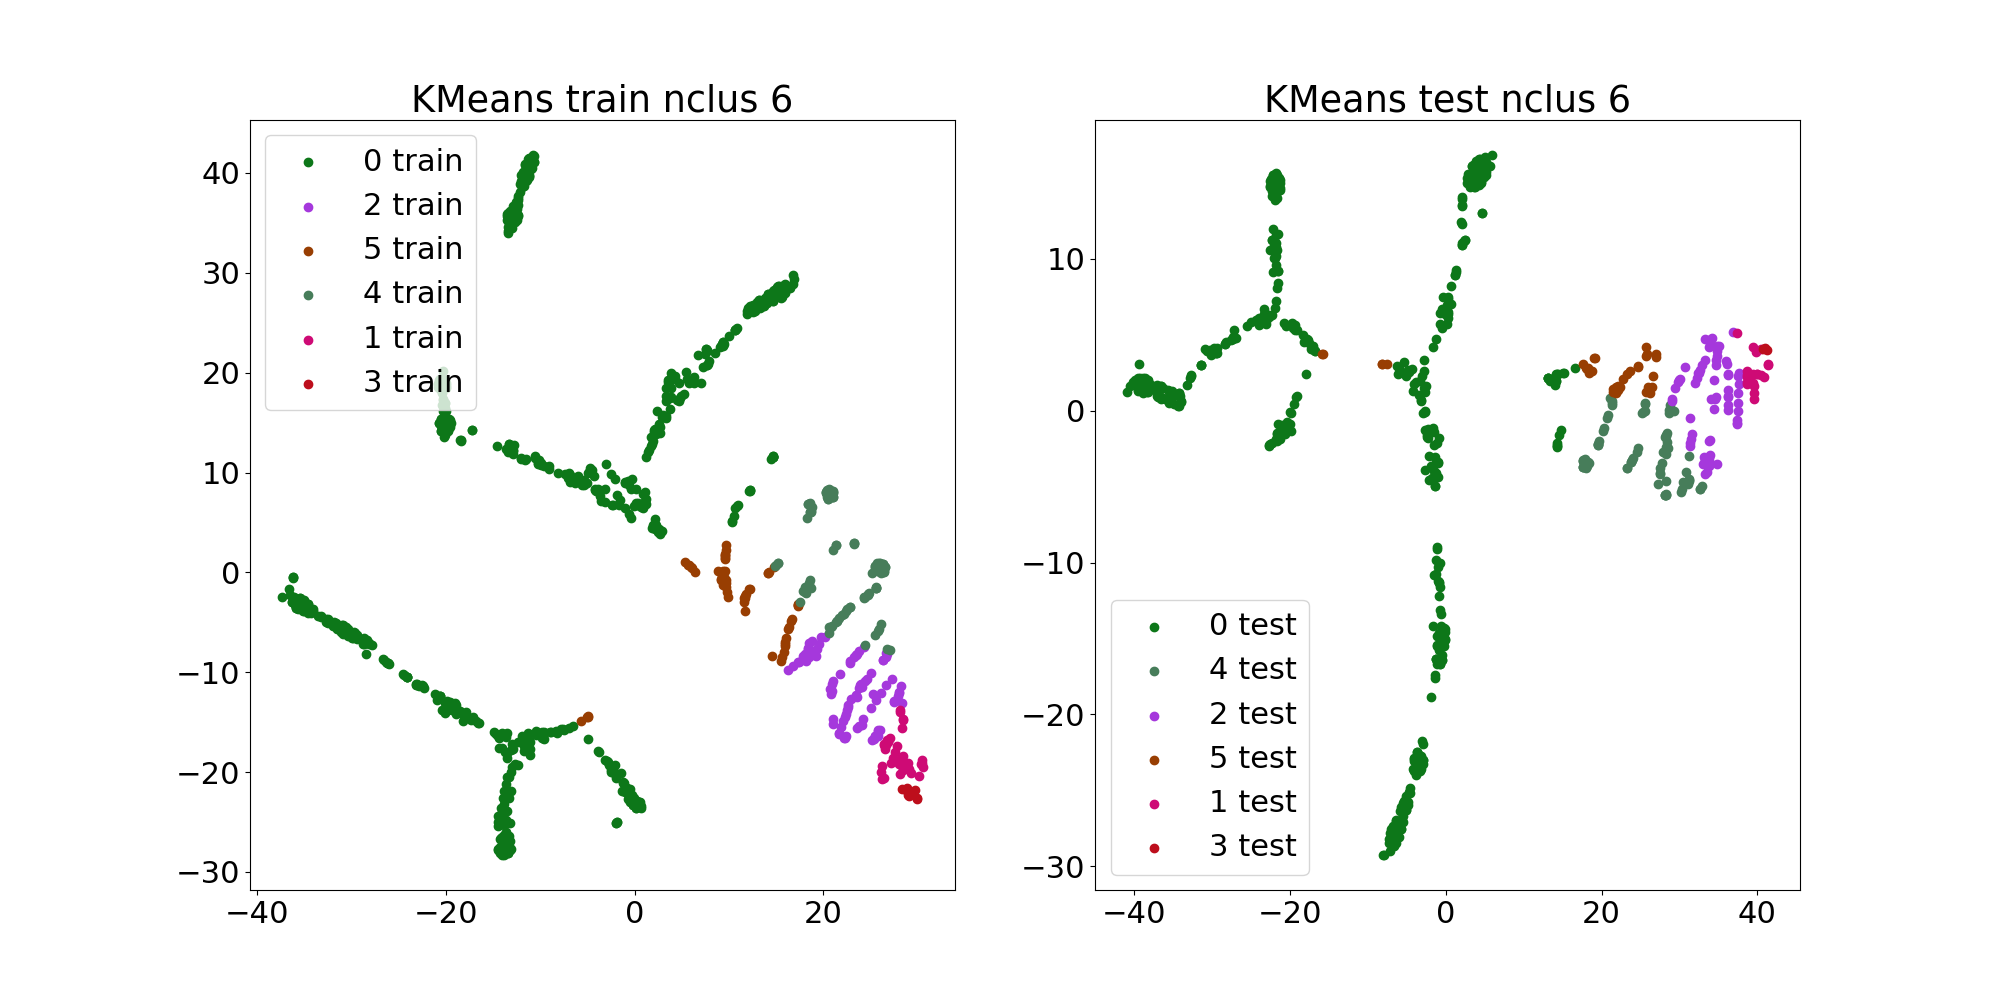 KMeans train nclus 6
0 train
2 train
5 train
4 train
1 train
3 train
40
30
20
10
0
−10
−20
−30
−40
−20
0
20
KMeans test nclus 6
10
0
−10
−20
−30
0 test
4 test
2 test
5 test
1 test
3 test
−40
−20
0
20
40